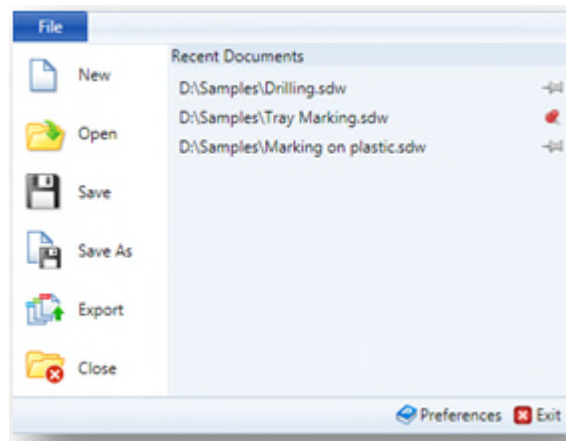 File
New
Open
Save
Save As
Export
Close
Recent Documents
D:\Samples\Drilling.sdw
D:\Samples\Tray Marking.sdw
D:\Samples\Marking on plastic.sdw
Preferences
Exit